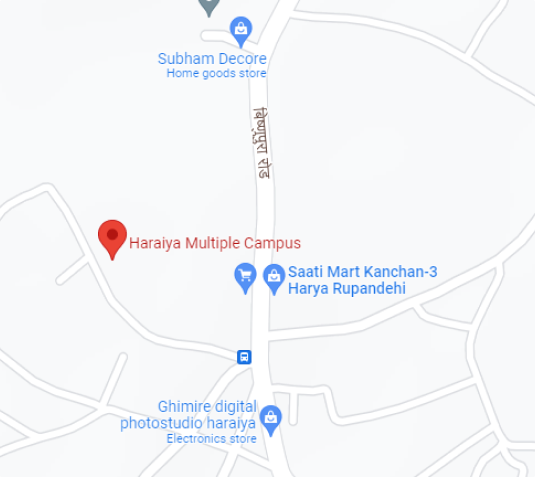 Subham Decore
Home goods store
बिष्णुपुरा रोड
Haraiya Multiple Campus
Saati Mart Kanchan-3
Harya Rupandehi
Ghimire digital
photostudio haraiya
Electronics store